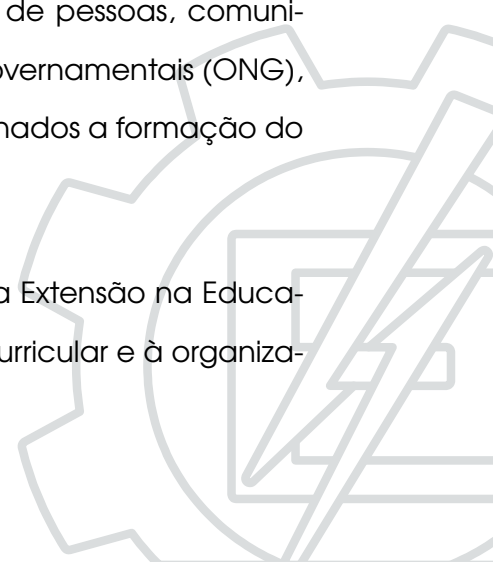 de pessoas, comuni-
overnamentais (ONG),
nados a formação do
a Extensão na Educa-
urricular e à organiza-